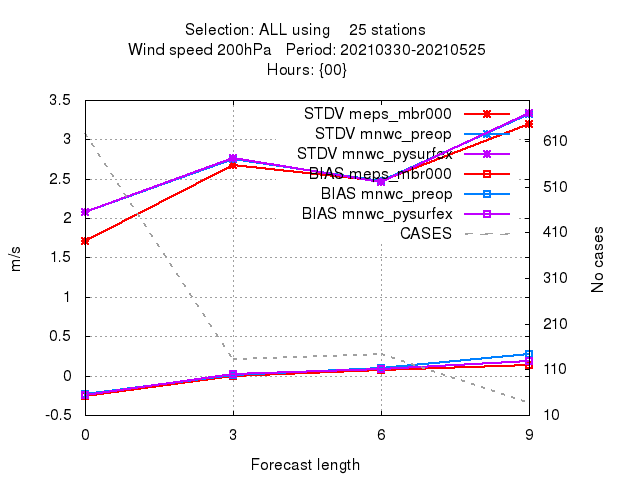 Selection: ALL using    25 stations
Wind speed 200hPa   Period: 20210330-20210525
Hours: {00}
STDV meps_mbr000
STDV mnwc_preop
STDV mnwc_pysurfex
BIAS meps_mbr000
BIAS mnwc_preop
BIAS mnwc_pysurfex
CASES
3.5
3
2.5
2
1.5
1
0.5
0
-0.5
m/s
610
510
410
310
210
110
10
No cases
0 3 6 9
Forecast length